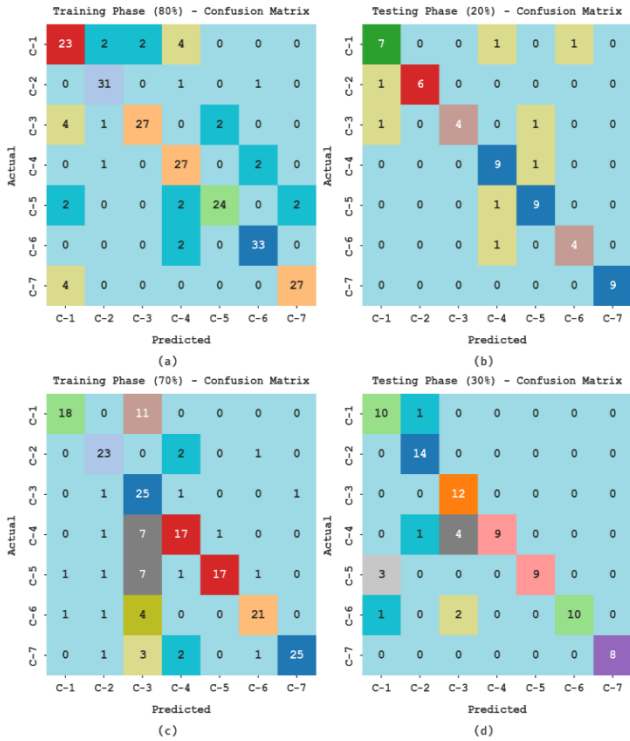 Training Phase (80%) - Confusion Matrix
C-1 23 2 2 4 0 0 0
C-2 0 31 0 1 0 1 0
C-3 4 1 27 0 2 0 0
C-4 0 1 0 27 0 2 0
C-5 2 0 0 2 24 0 2
C-6 0 0 0 2 0 33 0
C-7 4 0 0 0 0 0 27
C-1 C-2 C-3 C-4 C-5 C-6 C-7
Actual
Predicted
(a)
Testing Phase (20%) - Confusion Matrix
C-1 7 0 0 1 0 1 0
C-2 1 6 0 0 0 0 0
C-3 1 0 4 0 1 0 0
C-4 0 0 0 9 1 0 0
C-5 0 0 0 1 9 0 0
C-6 0 0 0 1 0 4 0
C-7 0 0 0 0 0 0 9
C-1 C-2 C-3 C-4 C-5 C-6 C-7
Actual
Predicted
(b)
Training Phase (70%) - Confusion Matrix
C-1 18 0 11 0 0 0 0
C-2 0 23 0 2 0 1 0
C-3 0 1 25 1 0 0 1
C-4 0 0 7 17 1 0 0
C-5 1 1 7 1 17 1 0
C-6 1 1 4 0 0 21 0
C-7 0 1 3 2 0 1 25
C-1 C-2 C-3 C-4 C-5 C-6 C-7
Actual
Predicted
(c)
Testing Phase (30%) - Confusion Matrix
C-1 10 1 0 0 0 0 0
C-2 0 14 0 0 0 0 0
C-3 0 0 12 0 0 0 0
C-4 0 1 4 9 0 0 0
C-5 3 0 0 0 9 0 0
C-6 1 0 2 0 0 10 0
C-7 0 0 0 0 0 0 8
C-1 C-2 C-3 C-4 C-5 C-6 C-7
Actual
Predicted
(d)